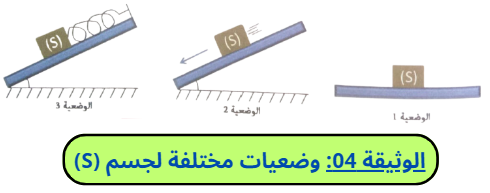 (S)
(S)
(S)
الوضعية 3
الوضعية 2
الوضعية 1
الوثيقة 04: وضعيات مختلفة لجسم (S)